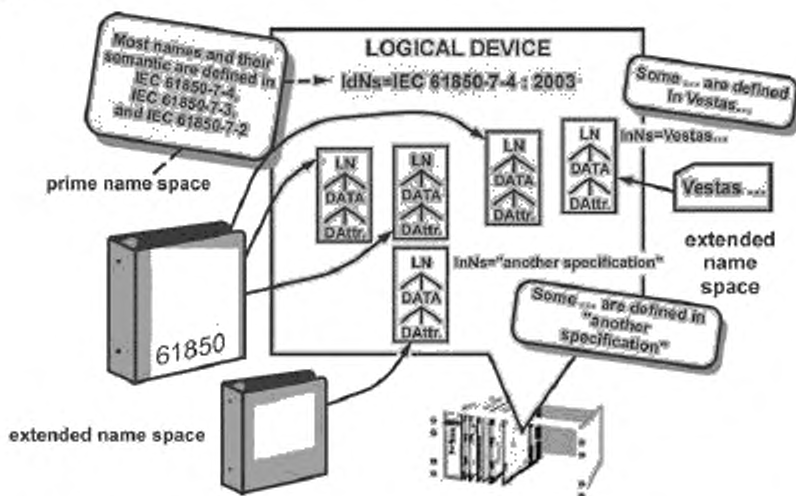 Most names and their
semantic are defined in
IEC 61850-7-4,
IEC 61850-7-3,
and IEC 61850-7-2
prime name space
LOGICAL DEVICE
ldNs=IEC 61850-7-4 : 2003
Some ... are defined
in Vestas...,
LN
DATA
DAttr.
LN
DATA
DAttr.
LN
DATA
DAttr.
LN
DATA
DAttr.
lnNs=Vestas...
Vestas ...
extended
name
space
LN
DATA
DAttr.
lnNs="another specification"
Some ... are defined in
"another
specification"
61850
extended name space